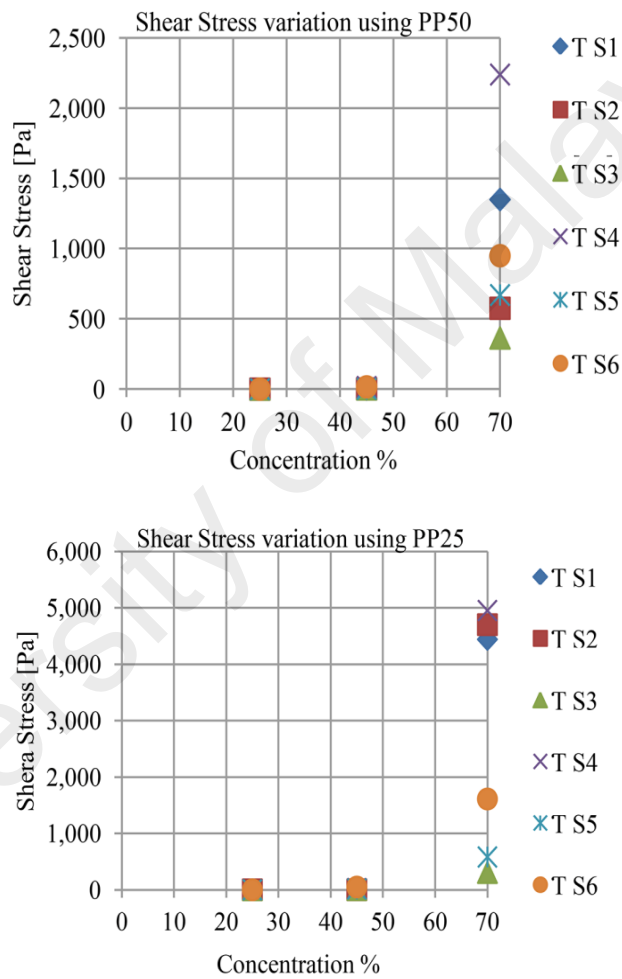 Shear Stress variation using PP50
2,500
2,000
1,500
1,000
500
0
Shear Stress [Pa]
0 10 20 30 40 50 60 70
Concentration %
T S1
T S2
T S3
T S4
T S5
T S6
Shear Stress variation using PP25
6,000
5,000
4,000
3,000
2,000
1,000
0
Shera Stress [Pa]
0 10 20 30 40 50 60 70
Concentration %
T S1
T S2
T S3
T S4
T S5
T S6
ersity of Malay